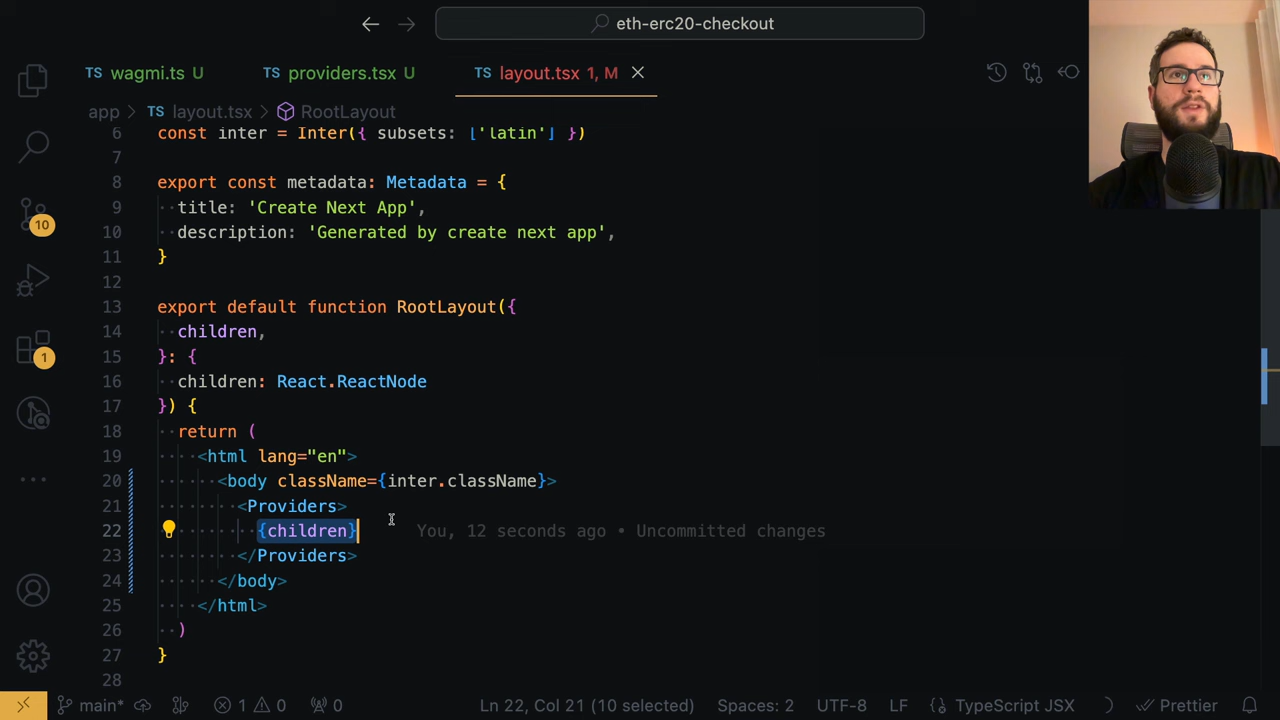 eth-erc20-checkout
TS wagmi.ts U TS providers.tsx U TS layout.tsx 1, M
app > TS layout.tsx > RootLayout
6 const inter = Inter({ subsets: ['latin'] })
7
8 export const metadata: Metadata = {
9 title: 'Create Next App',
10 description: 'Generated by create next app',
11 }
12
13 export default function RootLayout({
14 children,
15 }: {
16 children: React.ReactNode
17 }) {
18 return (
19 <html lang="en">
20 <body className={inter.className}>
21 <Providers>
22 {children} You, 12 seconds ago • Uncommitted changes
23 </Providers>
24 </body>
25 </html>
26 )
27 }
28
10
1
main* 1 0 0 Ln 22, Col 21 (10 selected) Spaces: 2 UTF-8 LF TypeScript JSX Prettier